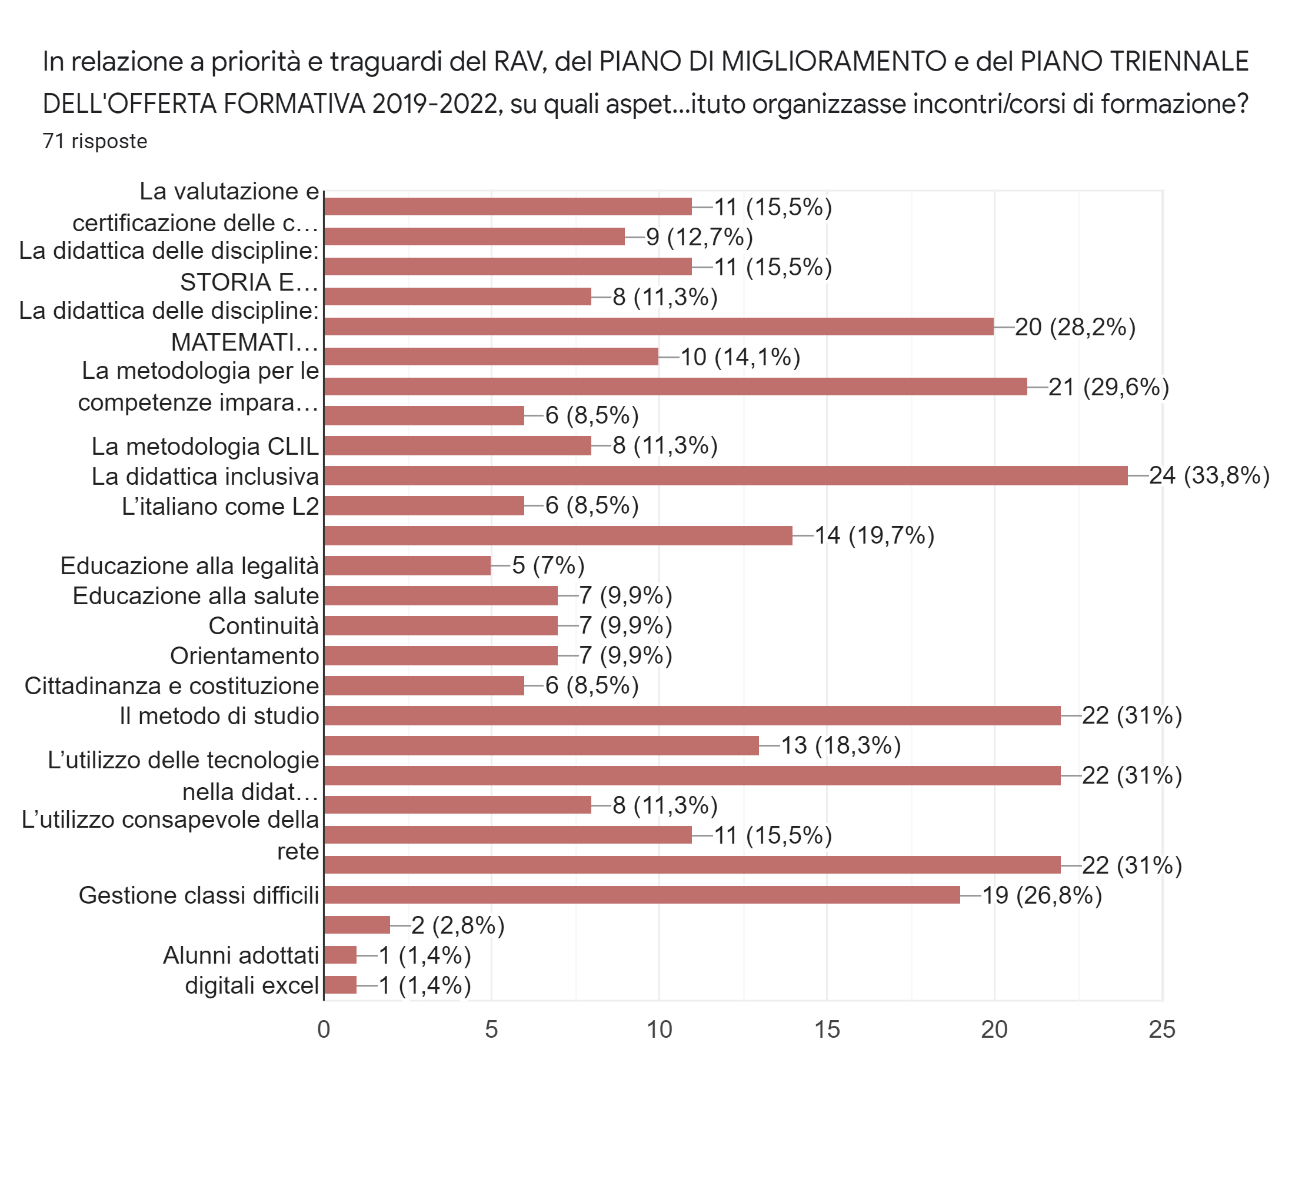 In relazione a priorità e traguardi del RAV, del PIANO DI MIGLIORAMENTO e del PIANO TRIENNALE
DELL'OFFERTA FORMATIVA 2019-2022, su quali aspet...ituto organizzasse incontri/corsi di formazione?
71 risposte
La valutazione e
certificazione delle c…
La didattica delle discipline:
STORIA E…
La didattica delle discipline:
MATEMATI…
La metodologia per le
competenze impara…
La metodologia CLIL
La didattica inclusiva
L’italiano come L2
Educazione alla legalità
Educazione alla salute
Continuità
Orientamento
Cittadinanza e costituzione
Il metodo di studio
L’utilizzo delle tecnologie
nella didat…
L’utilizzo consapevole della
rete
Gestione classi difficili
Alunni adottati
digitali excel
11 (15,5%)
9 (12,7%)
11 (15,5%)
8 (11,3%)
20 (28,2%)
10 (14,1%)
21 (29,6%)
6 (8,5%)
8 (11,3%)
24 (33,8%)
6 (8,5%)
14 (19,7%)
5 (7%)
7 (9,9%)
7 (9,9%)
7 (9,9%)
6 (8,5%)
22 (31%)
13 (18,3%)
22 (31%)
8 (11,3%)
11 (15,5%)
22 (31%)
19 (26,8%)
2 (2,8%)
1 (1,4%)
1 (1,4%)
0 5 10 15 20 25